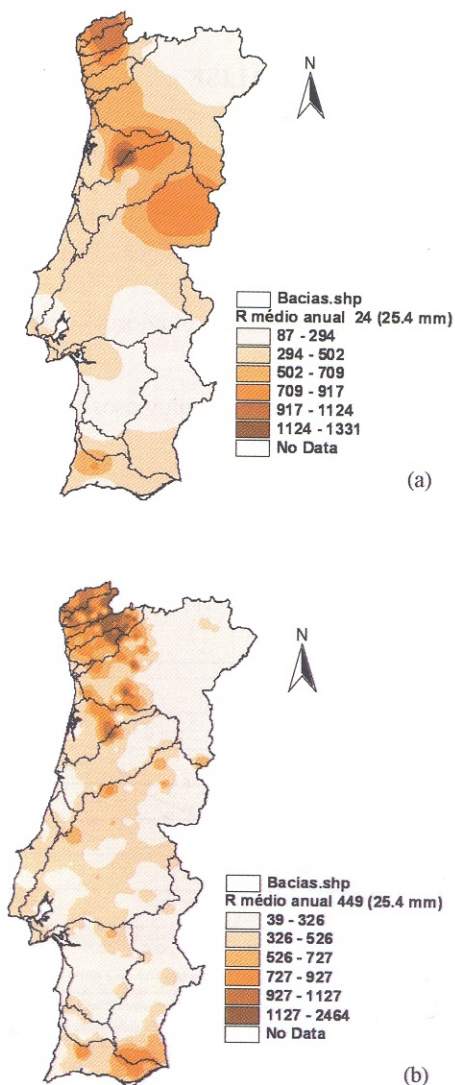 N
Bacias.shp
R médio anual 24 (25.4 mm)
87 - 294
294 - 502
502 - 709
709 - 917
917 - 1124
1124 - 1331
No Data
(a)
N
Bacias.shp
R médio anual 449 (25.4 mm)
39 - 326
326 - 526
526 - 727
727 - 927
927 - 1127
1127 - 2464
No Data
(b)